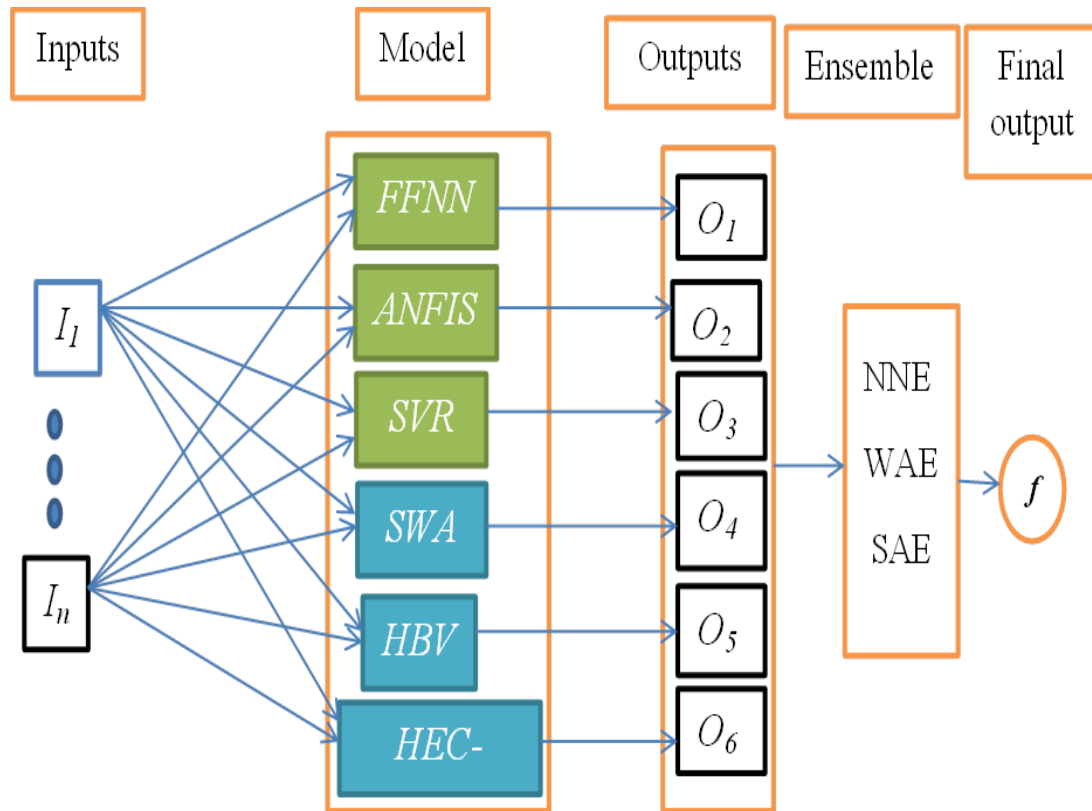 Inputs
Model
Outputs
Ensemble
Final
output
FFNN
ANFIS
SVR
SWA
HBV
HEC-
I1
In
O1
O2
O3
O4
O5
O6
NNE
WAE
SAE
f